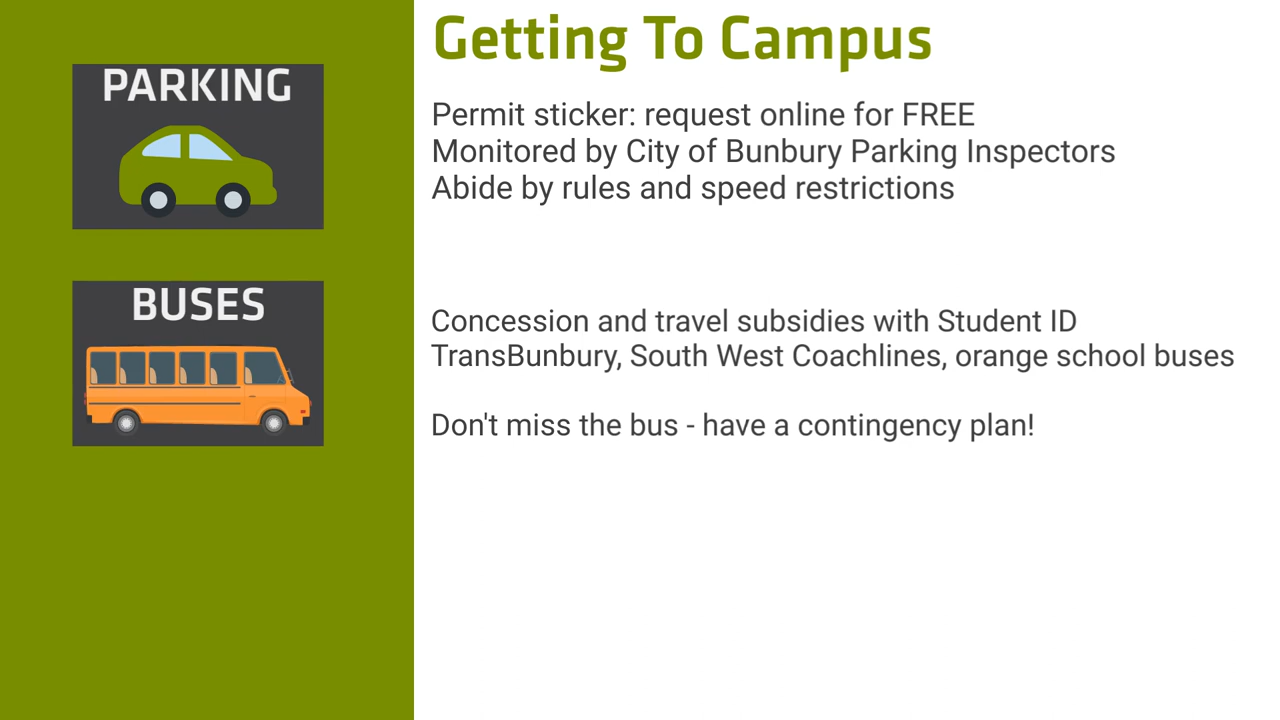 Getting To Campus
PARKING
Permit sticker: request online for FREE
Monitored by City of Bunbury Parking Inspectors
Abide by rules and speed restrictions
BUSES
Concession and travel subsidies with Student ID
TransBunbury, South West Coachlines, orange school buses
Don't miss the bus - have a contingency plan!